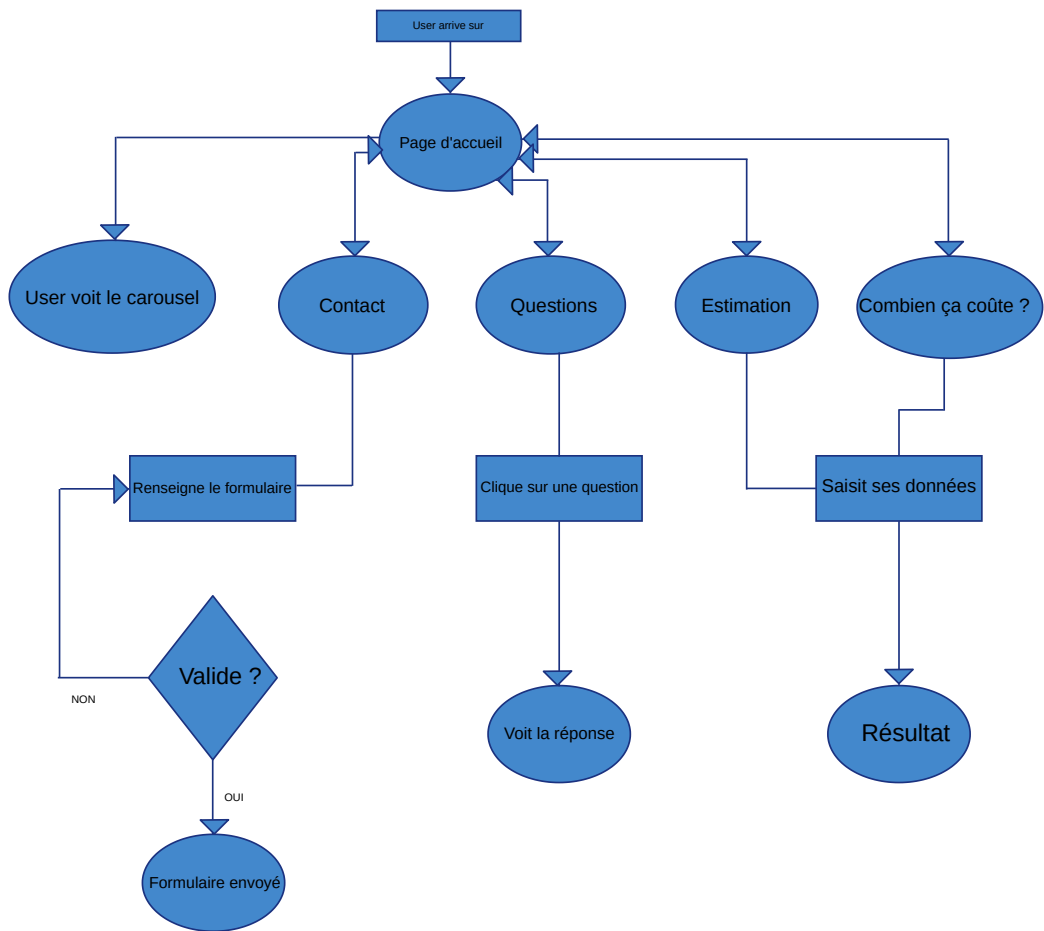 User arrive sur
Page d'accueil
User voit le carousel
Contact
Questions
Estimation
Combien ça coûte ?
Renseigne le formulaire
Clique sur une question
Saisit ses données
Valide ?
NON
Voit la réponse
Résultat
OUI
Formulaire envoyé